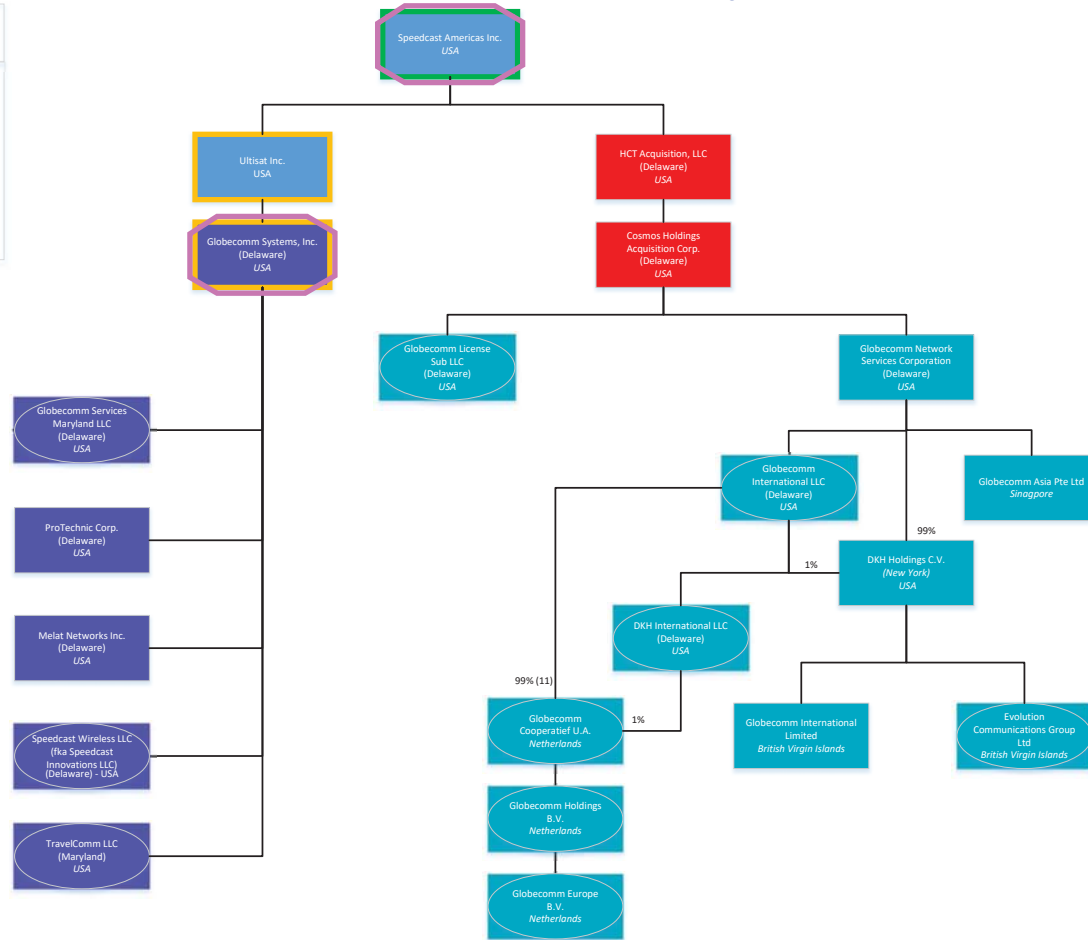 Speedcast Americas Inc.
USA
Ultisat Inc.
USA
HCT Acquisition, LLC
(Delaware)
USA
Globecomm Systems, Inc.
(Delaware)
USA
Cosmos Holdings
Acquisition Corp.
(Delaware)
USA
Globecomm License
Sub LLC
(Delaware)
USA
Globecomm Network
Services Corporation
(Delaware)
USA
Globecomm Services
Maryland LLC
(Delaware)
USA
Globecomm
International LLC
(Delaware)
USA
Globecomm Asia Pte Ltd
Sinagpore
ProTechnic Corp.
(Delaware)
USA
99%
1%
DKH Holdings C.V.
(New York)
USA
Melat Networks Inc.
(Delaware)
USA
DKH International LLC
(Delaware)
USA
99% (11)
1%
Speedcast Wireless LLC
(fka Speedcast
Innovations LLC)
(Delaware) - USA
Globecomm
Cooperatief U.A.
Netherlands
Globecomm International
Limited
British Virgin Islands
Evolution
Communications Group
Ltd
British Virgin Islands
Globecomm Holdings
B.V.
Netherlands
TravelComm LLC
(Maryland)
USA
Globecomm Europe
B.V.
Netherlands